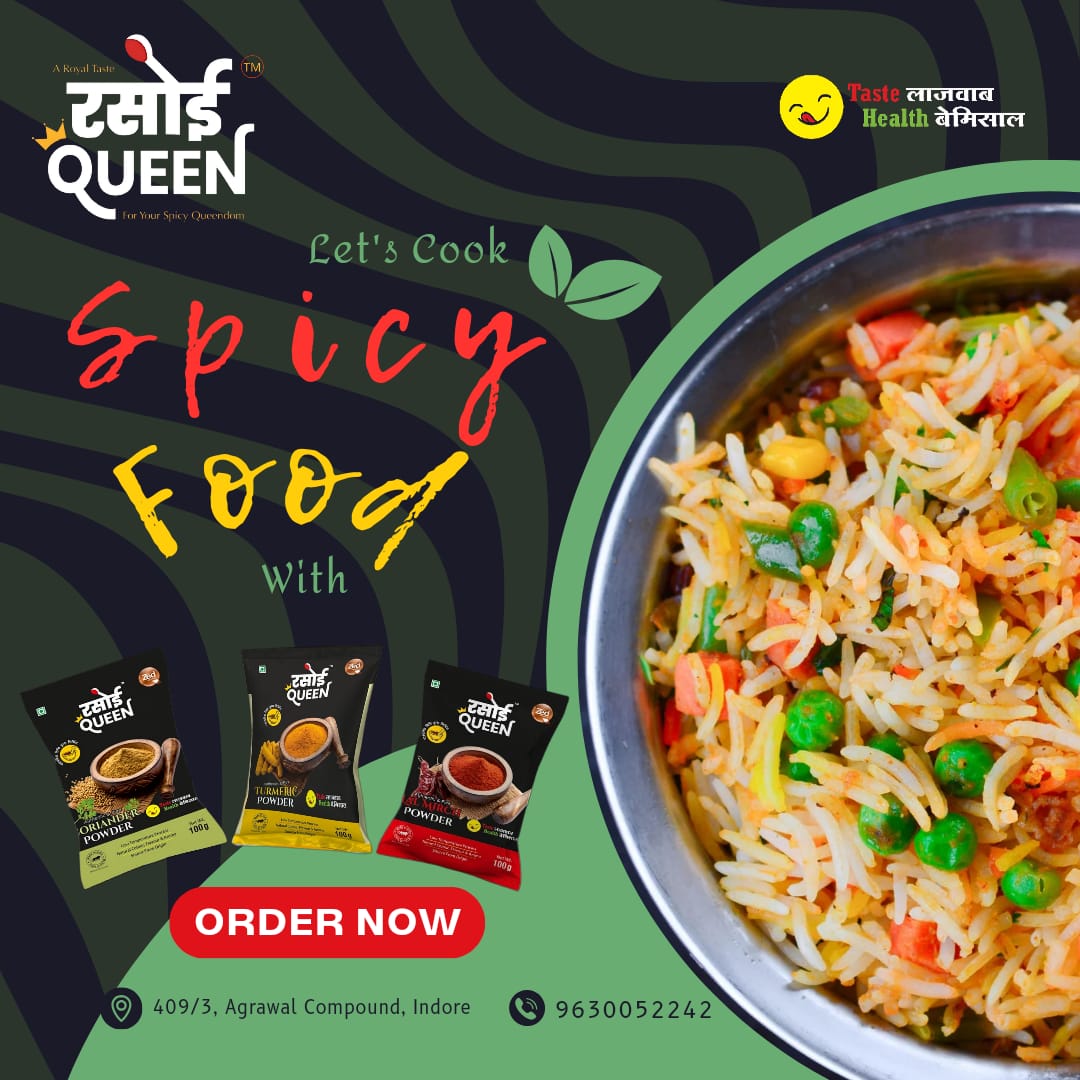 A Royal Taste
TM
रसोई
QUEEN
For Your Spicy Queendom
Taste लाजवाब
Health बेमिसाल
Let's Cook
Spicy
Food
With
रसोई
QUEEN
ORIANDER
POWDER
Net Wt.
100g
रसोई
QUEEN
TURMERIC
POWDER
100g
रसोई
QUEEN
POWDER
100g
ORDER NOW
409/3, Agrawal Compound, Indore
9630052242